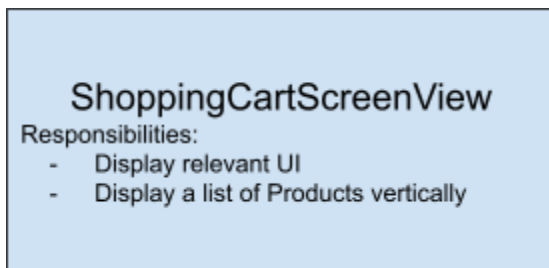 ShoppingCartScreenView
Responsibilities:
- Display relevant UI
- Display a list of Products vertically